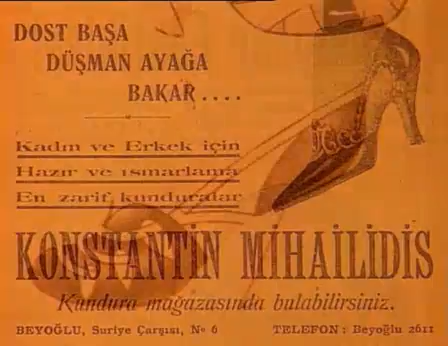 DOST BAŞA
DÜŞMAN AYAĞA
BAKAR....
Kadın ve Erkek için
Hazır ve ısmarlama
En zarif kunduralar
KONSTANTİN MİHAİLİDİS
Kundura mağazasında bulabilirsiniz.
BEYOĞLU, Suriye Çarşısı, No 6 TELEFON : Beyoğlu 2611